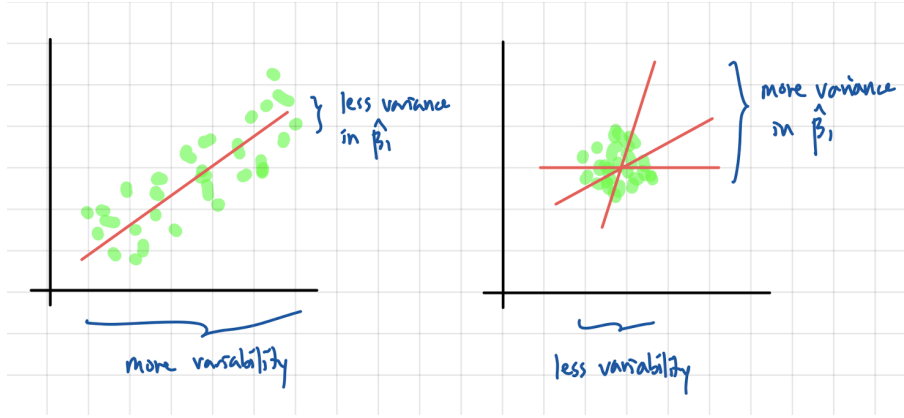 less variance
in β̂₁
more variance
in β̂₁
more variability
less variability